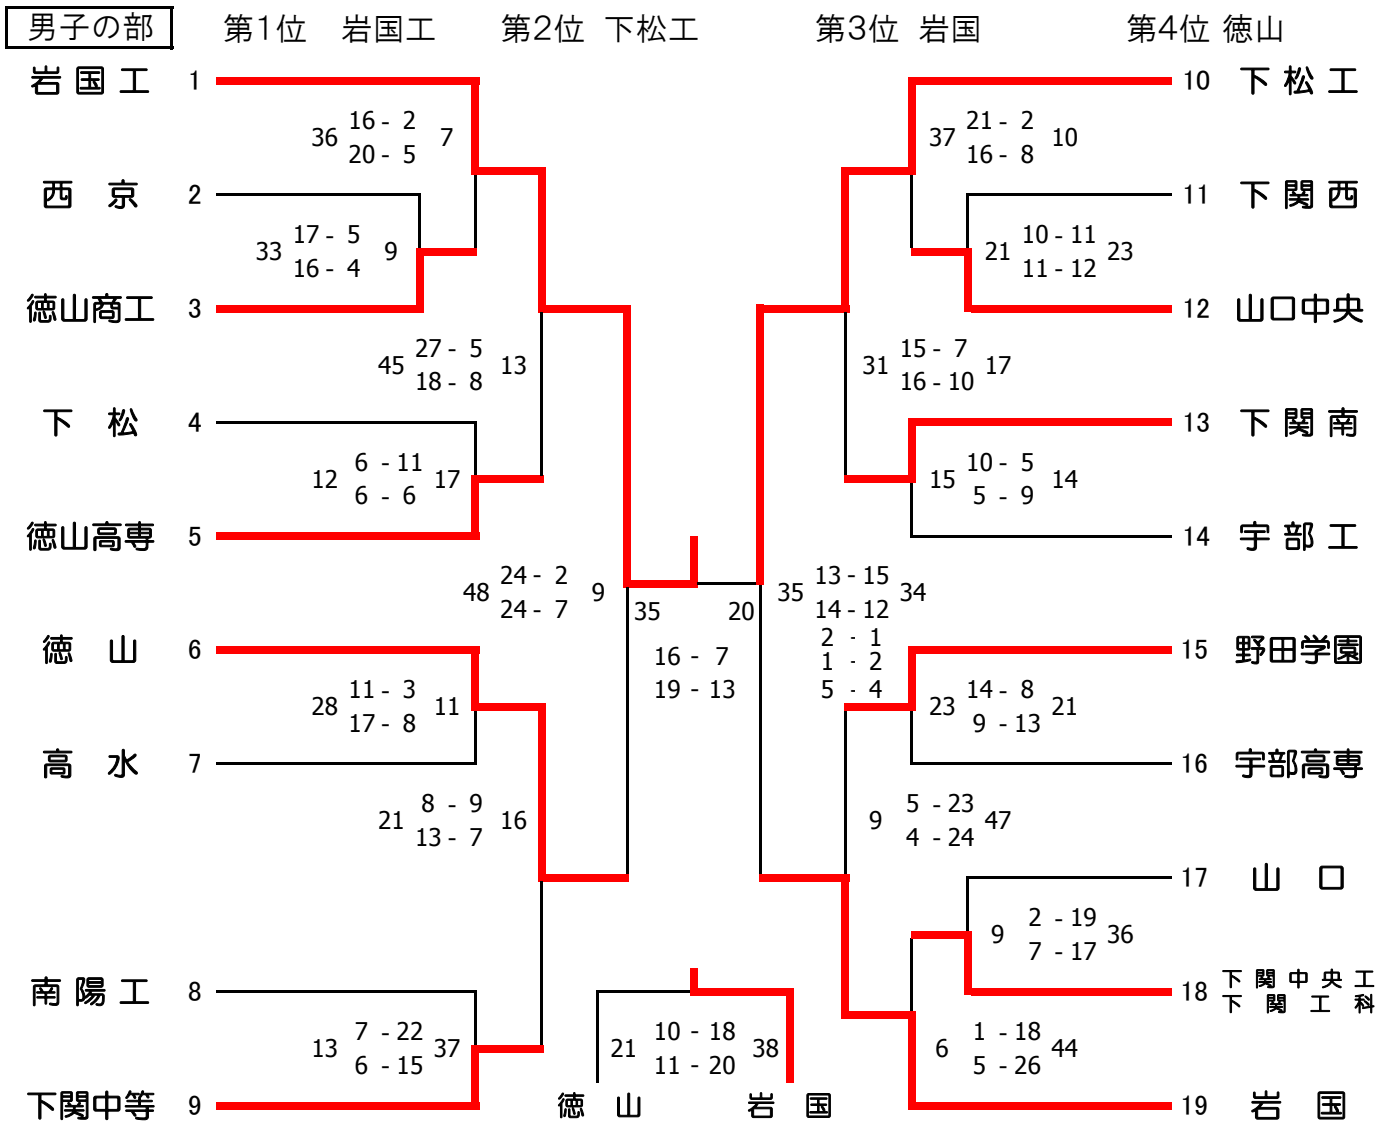 男子の部 第1位 岩国工 第2位 下松工 第3位 岩国 第4位 徳山
岩国工 1
36 16 - 2 7
20 - 5
西京 2
33 17 - 5 9
16 - 4
徳山商工 3
45 27 - 5 13
18 - 8
下松 4
12 6 - 11 17
6 - 6
徳山高専 5
48 24 - 2 9
24 - 7
徳山 6
28 11 - 3 11
17 - 8
高水 7
21 8 - 9 16
13 - 7
南陽工 8
13 7 - 22 37
6 - 15
下関中等 9
35 20
16 - 7
19 - 13
21 10 - 18 38
11 - 20
徳山 岩国
10 下松工
37 21 - 2 10
16 - 8
11 下関西
21 10 - 11 23
11 - 12
12 山口中央
31 15 - 7 17
16 - 10
13 下関南
15 10 - 5 14
5 - 9
14 宇部工
35 13 - 15 34
14 - 12
2 - 1
1 - 2
5 - 4
15 野田学園
23 14 - 8 21
9 - 13
16 宇部高専
9 5 - 23 47
4 - 24
17 山口
9 2 - 19 36
7 - 17
18 下関中央工
下関工科
6 1 - 18 44
5 - 26
19 岩国